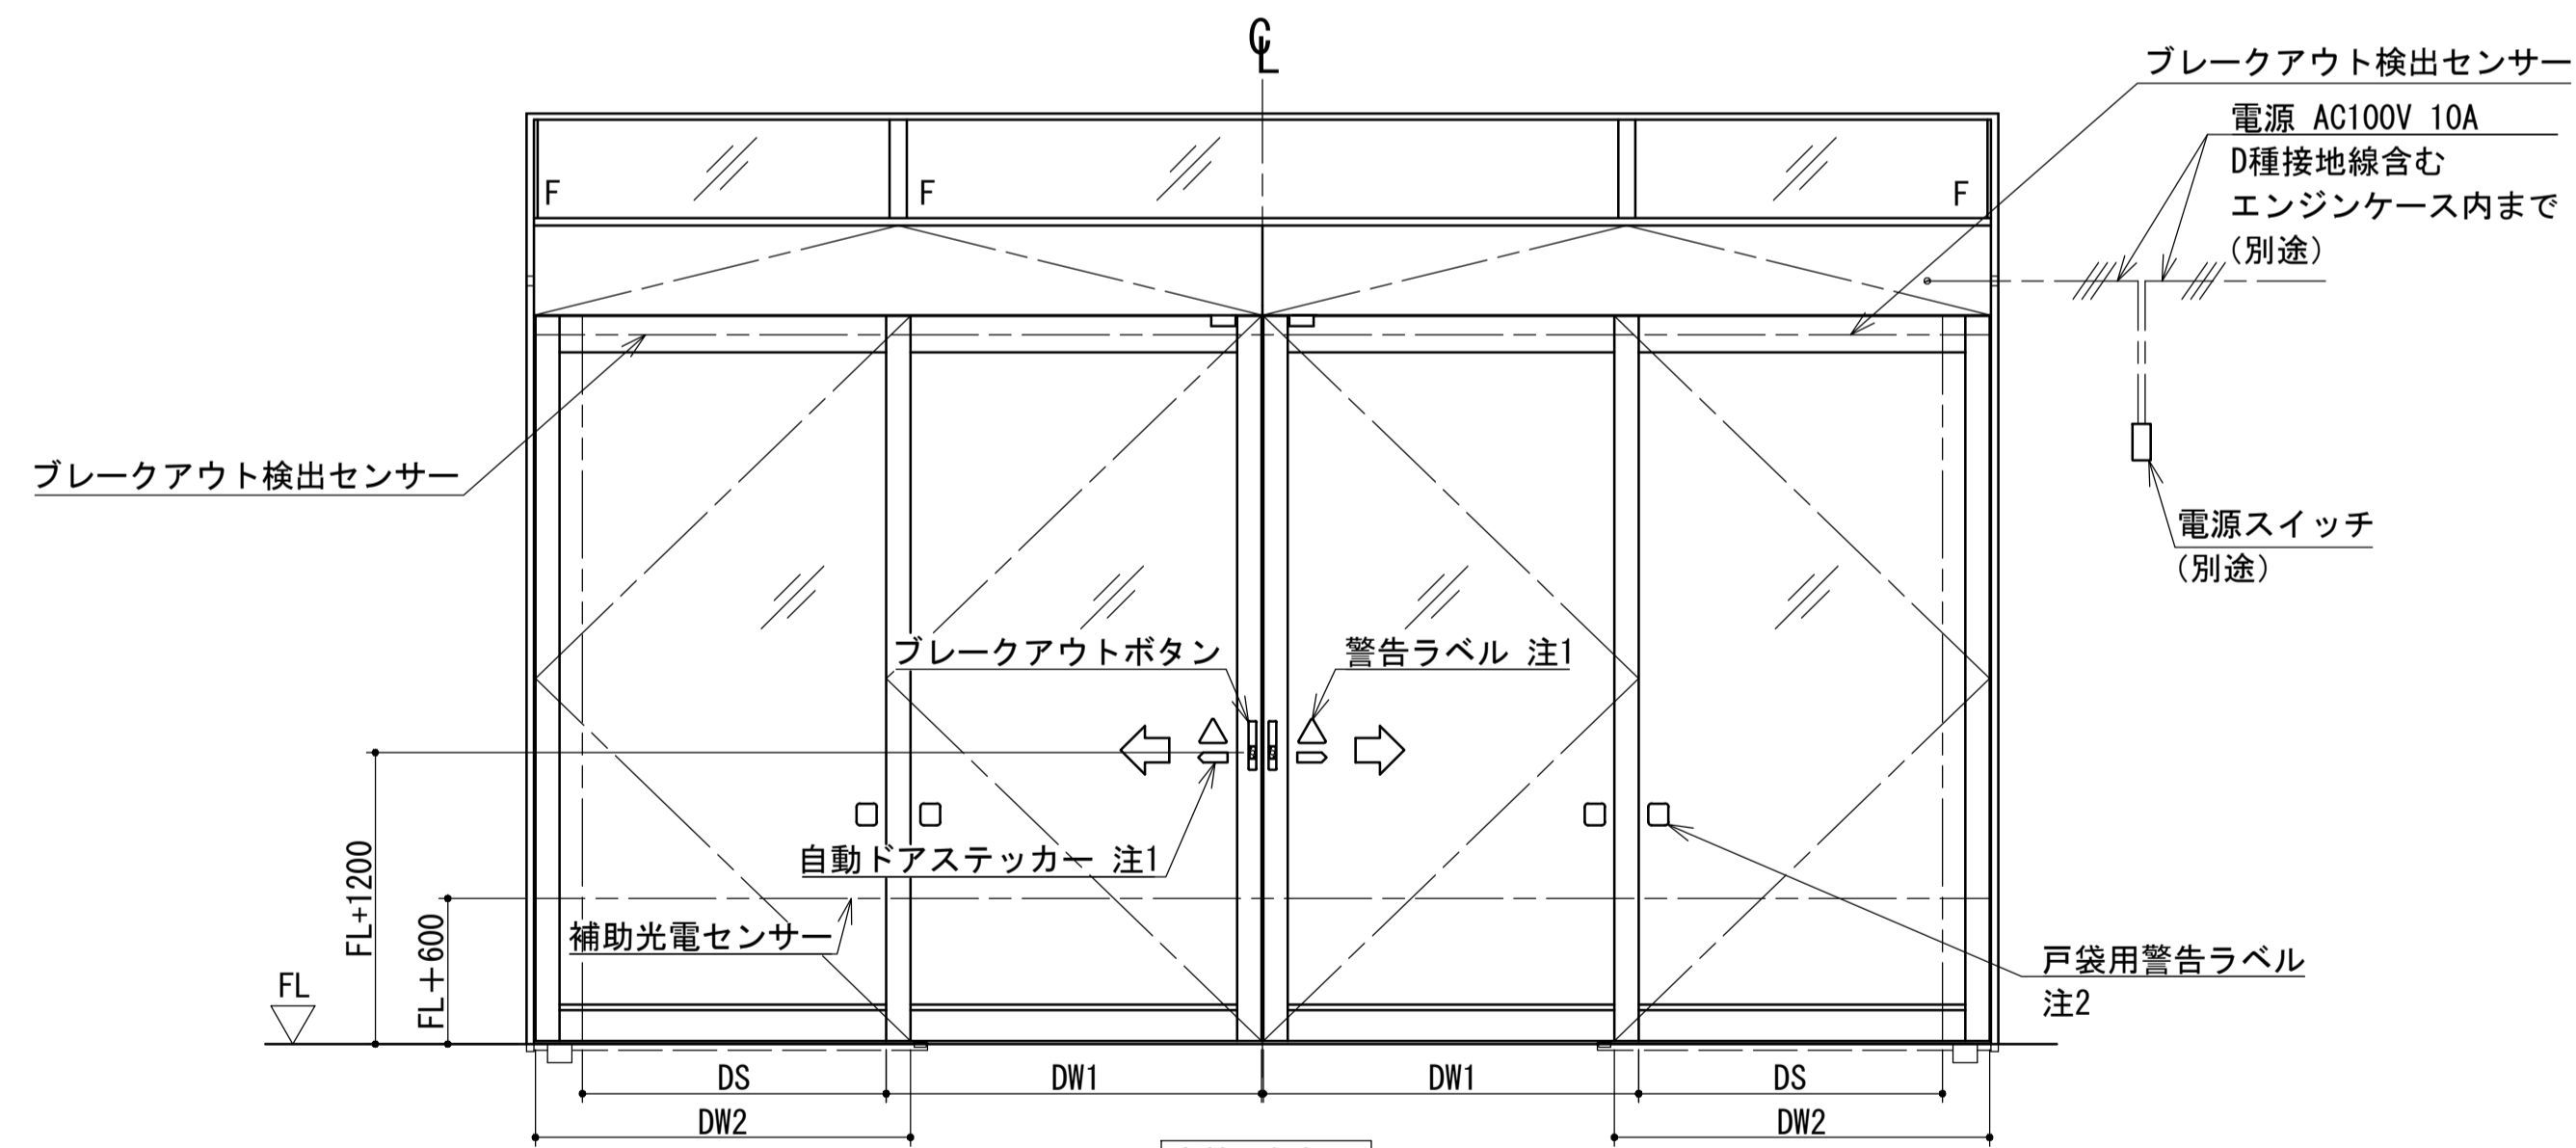 CL
ブレークアウト検出センサー
電源 AC100V 10A
D種接地線含む
エンジンケース内まで
(別途)
F
F
F
ブレークアウト検出センサー
電源スイッチ
(別途)
ブレークアウトボタン
警告ラベル 注1
自動ドアステッカー 注1
FL+1200
FL+600
補助光電センサー
戸袋用警告ラベル
注2
FL
DS
DW1
DW1
DS
DW2
DW2